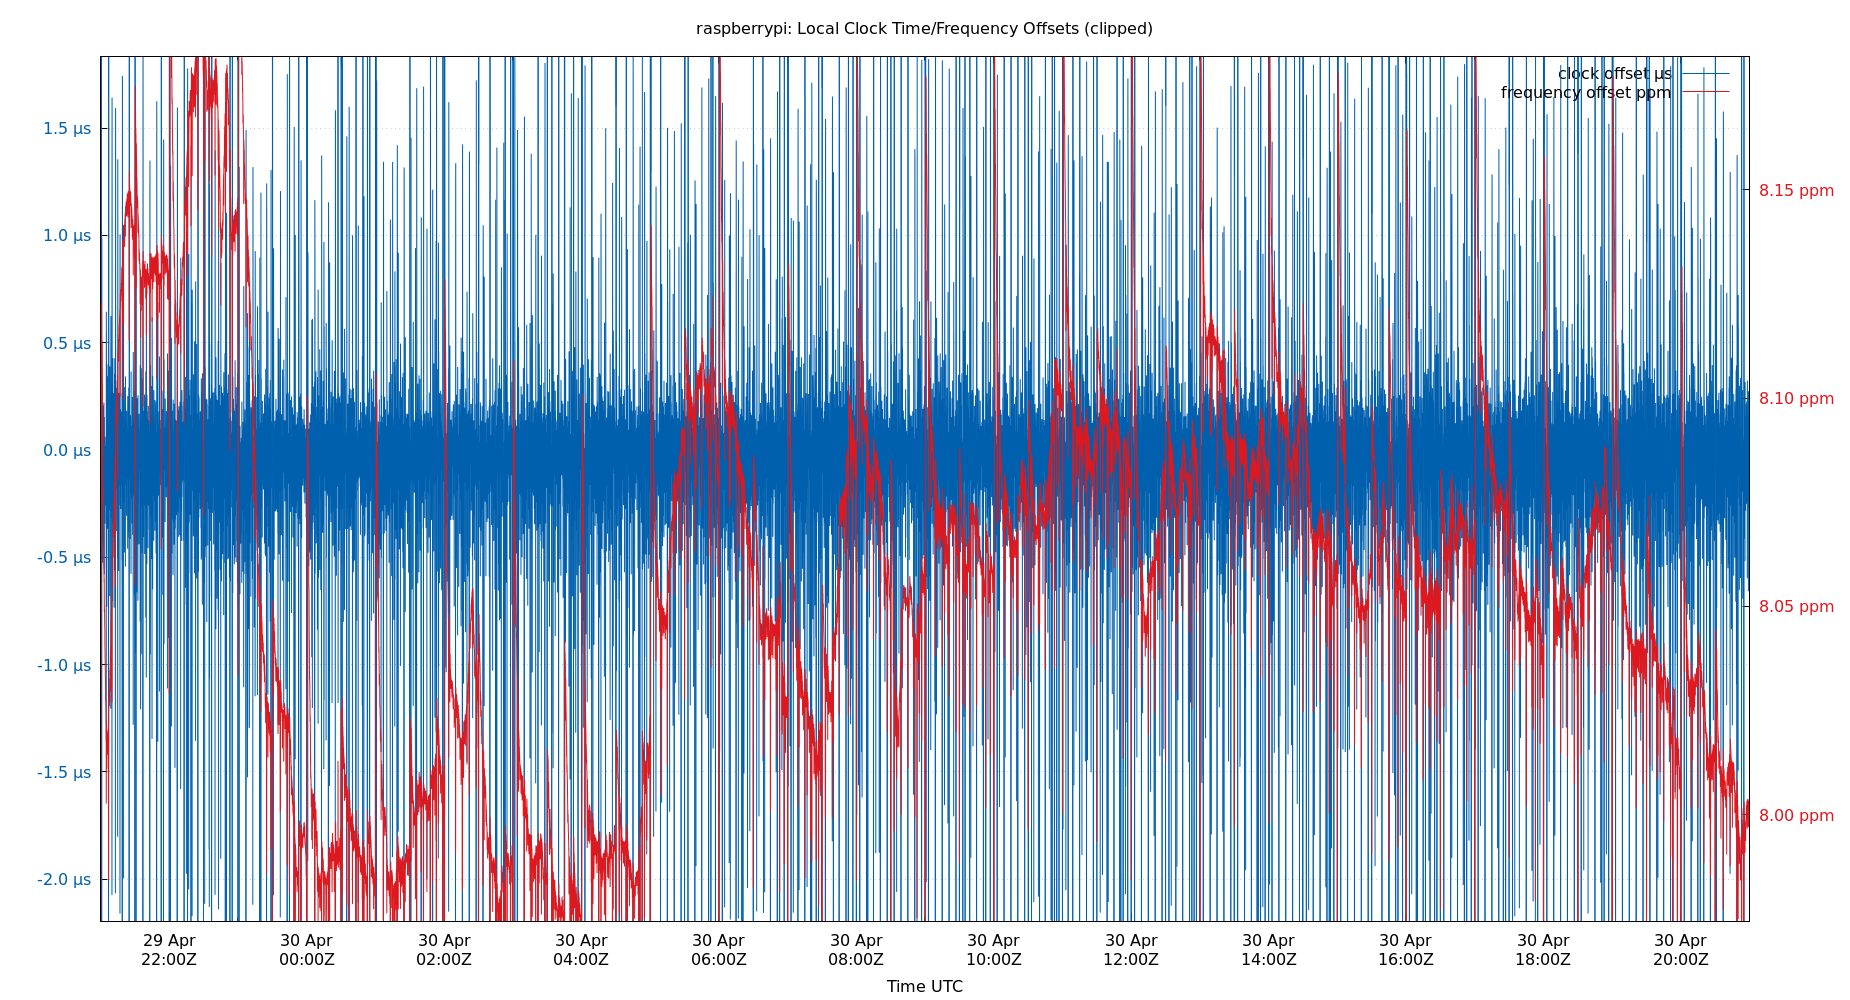 raspberrypi: Local Clock Time/Frequency Offsets (clipped)
clock offset µs
frequency offset ppm
1.5 µs
1.0 µs
0.5 µs
0.0 µs
-0.5 µs
-1.0 µs
-1.5 µs
-2.0 µs
8.15 ppm
8.10 ppm
8.05 ppm
8.00 ppm
29 Apr 30 Apr 30 Apr 30 Apr 30 Apr 30 Apr 30 Apr 30 Apr 30 Apr 30 Apr 30 Apr 30 Apr
22:00Z 00:00Z 02:00Z 04:00Z 06:00Z 08:00Z 10:00Z 12:00Z 14:00Z 16:00Z 18:00Z 20:00Z
Time UTC